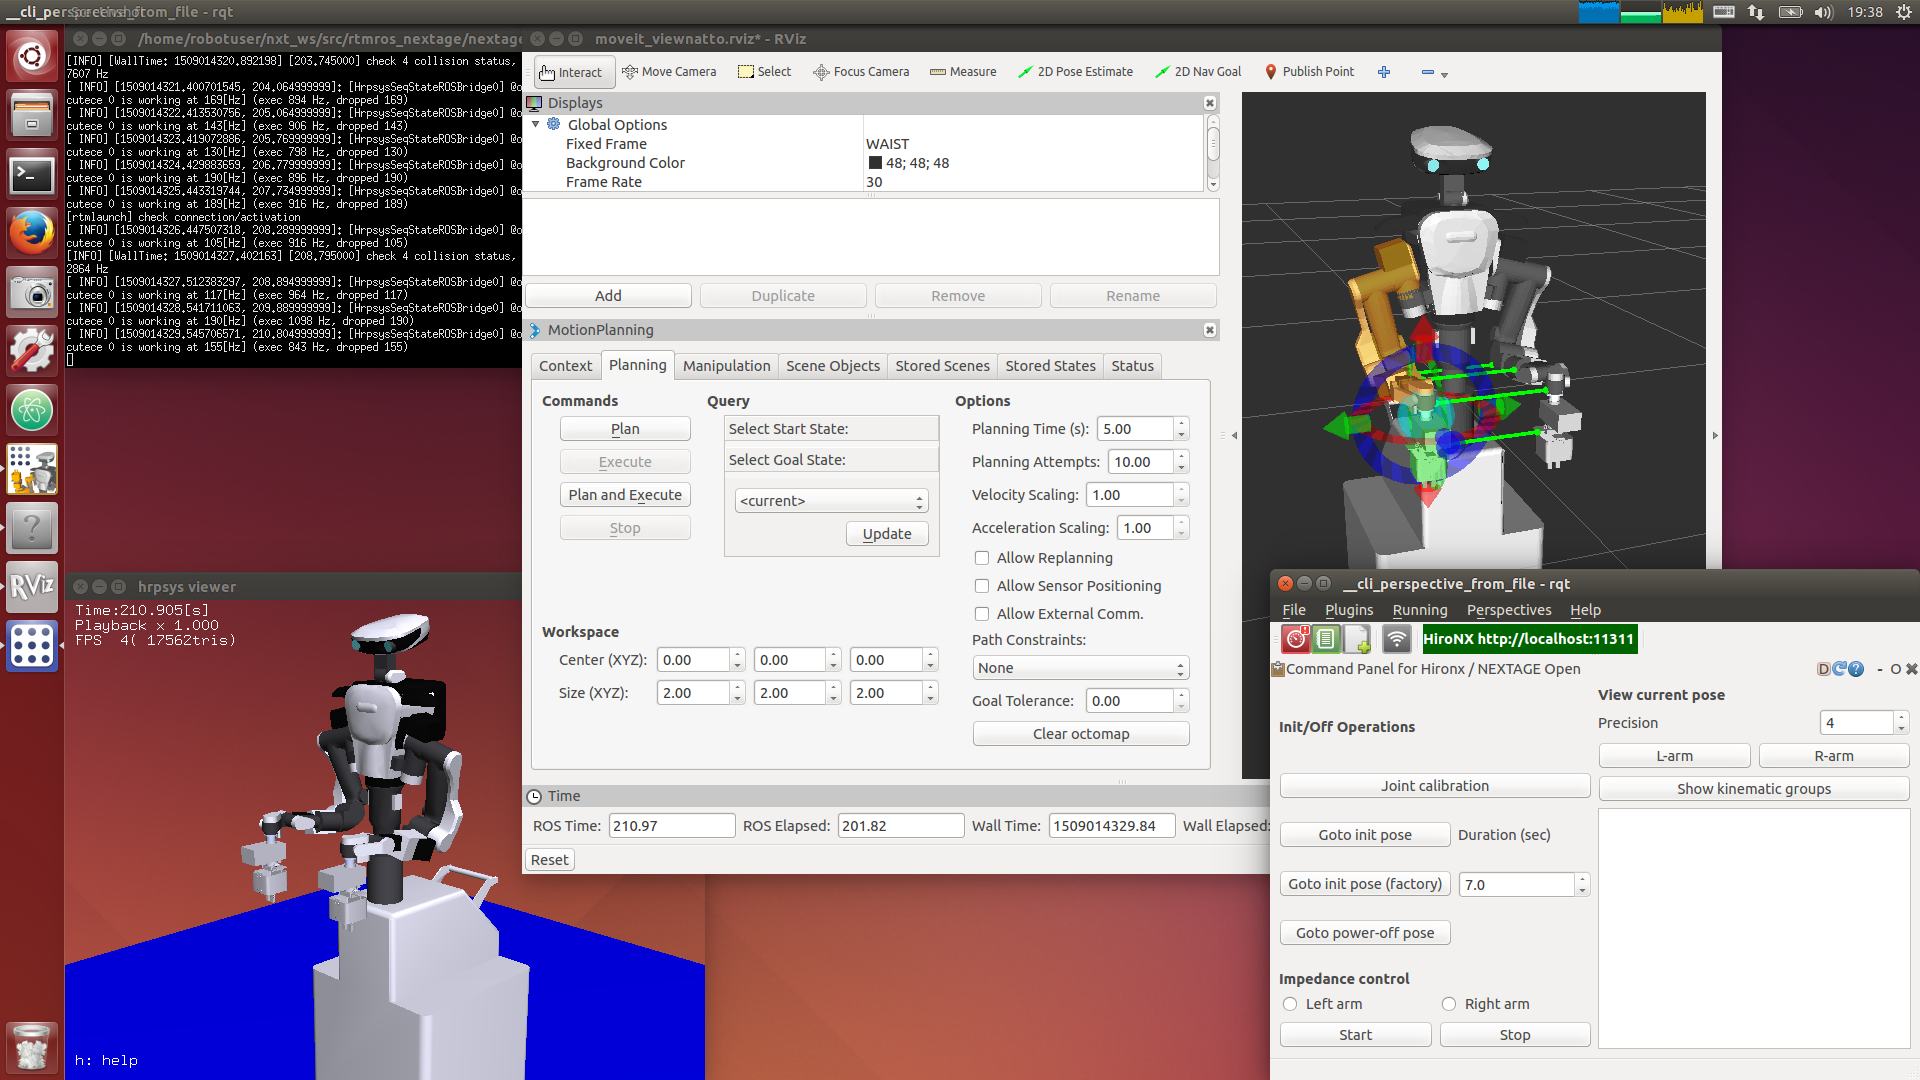 __cli_perspective_from_file - rqt
19:38
/home/robotuser/nxt_ws/src/rtmros_nextage/nextage
[INFO] [WallTime: 1509014320.892198] [203.745000] check 4 collision status,
7607 Hz
[ INFO] [1509014321.400701545, 204.064999999]: [HrpsysSeqStateROSBridge0] @o
cutece 0 is working at 169[Hz] (exec 894 Hz, dropped 169)
[ INFO] [1509014322.413530756, 205.064999999]: [HrpsysSeqStateROSBridge0] @o
cutece 0 is working at 143[Hz] (exec 906 Hz, dropped 143)
[ INFO] [1509014323.419072886, 205.769999999]: [HrpsysSeqStateROSBridge0] @o
cutece 0 is working at 130[Hz] (exec 798 Hz, dropped 130)
[ INFO] [1509014324.429883659, 206.779999999]: [HrpsysSeqStateROSBridge0] @o
cutece 0 is working at 190[Hz] (exec 896 Hz, dropped 190)
[ INFO] [1509014325.443319744, 207.734999999]: [HrpsysSeqStateROSBridge0] @o
cutece 0 is working at 189[Hz] (exec 916 Hz, dropped 189)
[rtmlaunch] check connection/activation
[ INFO] [1509014326.447507318, 208.289999999]: [HrpsysSeqStateROSBridge0] @o
cutece 0 is working at 105[Hz] (exec 916 Hz, dropped 105)
[INFO] [WallTime: 1509014327.402163] [208.795000] check 4 collision status,
2864 Hz
[ INFO] [1509014327.512383297, 208.894999999]: [HrpsysSeqStateROSBridge0] @o
cutece 0 is working at 117[Hz] (exec 964 Hz, dropped 117)
[ INFO] [1509014328.541711063, 209.889999999]: [HrpsysSeqStateROSBridge0] @o
cutece 0 is working at 190[Hz] (exec 1098 Hz, dropped 190)
[ INFO] [1509014329.545706571, 210.804999999]: [HrpsysSeqStateROSBridge0] @o
cutece 0 is working at 155[Hz] (exec 843 Hz, dropped 155)
moveit_viewnatto.rviz* - RViz
Interact Move Camera Select Focus Camera Measure 2D Pose Estimate 2D Nav Goal Publish Point
Displays
Global Options
Fixed Frame WAIST
Background Color 48; 48; 48
Frame Rate 30
Add Duplicate Remove Rename
MotionPlanning
Context Planning Manipulation Scene Objects Stored Scenes Stored States Status
Commands
Plan
Execute
Plan and Execute
Stop
Query
Select Start State:
Select Goal State:
<current>
Update
Options
Planning Time (s): 5.00
Planning Attempts: 10.00
Velocity Scaling: 1.00
Acceleration Scaling: 1.00
Allow Replanning
Allow Sensor Positioning
Allow External Comm.
Path Constraints:
None
Goal Tolerance: 0.00
Clear octomap
Workspace
Center (XYZ): 0.00 0.00 0.00
Size (XYZ): 2.00 2.00 2.00
Time
ROS Time: 210.97 ROS Elapsed: 201.82 Wall Time: 1509014329.84 Wall Elapsed:
Reset
RViz
hrpsys viewer
Time:210.905[s]
Playback x 1.000
FPS 4( 17562tris)
h: help
__cli_perspective_from_file - rqt
File Plugins Running Perspectives Help
HiroNX http://localhost:11311
Command Panel for Hironx / NEXTAGE Open
D - O
Init/Off Operations
Joint calibration
Goto init pose Duration (sec)
Goto init pose (factory) 7.0
Goto power-off pose
Impedance control
Left arm Right arm
Start Stop
View current pose
Precision 4
L-arm R-arm
Show kinematic groups